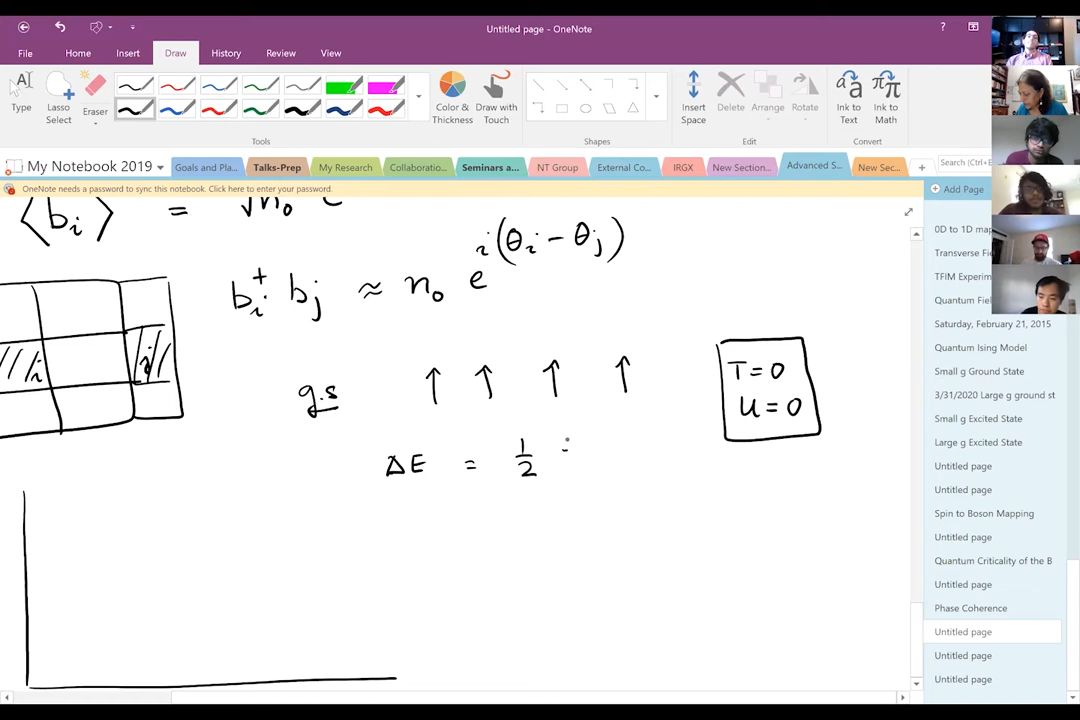 Untitled page - OneNote
File Home Insert Draw History Review View
Type
Lasso Select
Eraser
Color & Thickness
Draw with Touch
Insert Space
Delete
Arrange
Rotate
Ink to Text
Ink to Math
Tools
Shapes
Edit
Convert
My Notebook 2019 Goals and Pla... Talks-Prep My Research Collaboratio... Seminars a... NT Group External Co... IRGX New Section... Advanced S... New Sec... Search (Ctrl+E
OneNote needs a password to sync this notebook. Click here to enter your password.
Add Page
0D to 1D map
Transverse Fi
TFIM Experim
Quantum Fiel
Saturday, February 21, 2015
Quantum Ising Model
Small g Ground State
3/31/2020 Large g ground st
Small g Excited State
Large g Excited State
Untitled page
Untitled page
Spin to Boson Mapping
Untitled page
Quantum Criticality of the B
Untitled page
Phase Coherence
Untitled page
Untitled page
Untitled page
⟨b_i⟩ = √n₀ e
b_i^+ b_j ≈ n₀ e^{i(θ_i - θ_j)}
i
i
g.s ↑ ↑ ↑ ↑
T = 0
U = 0
ΔE = 1/2